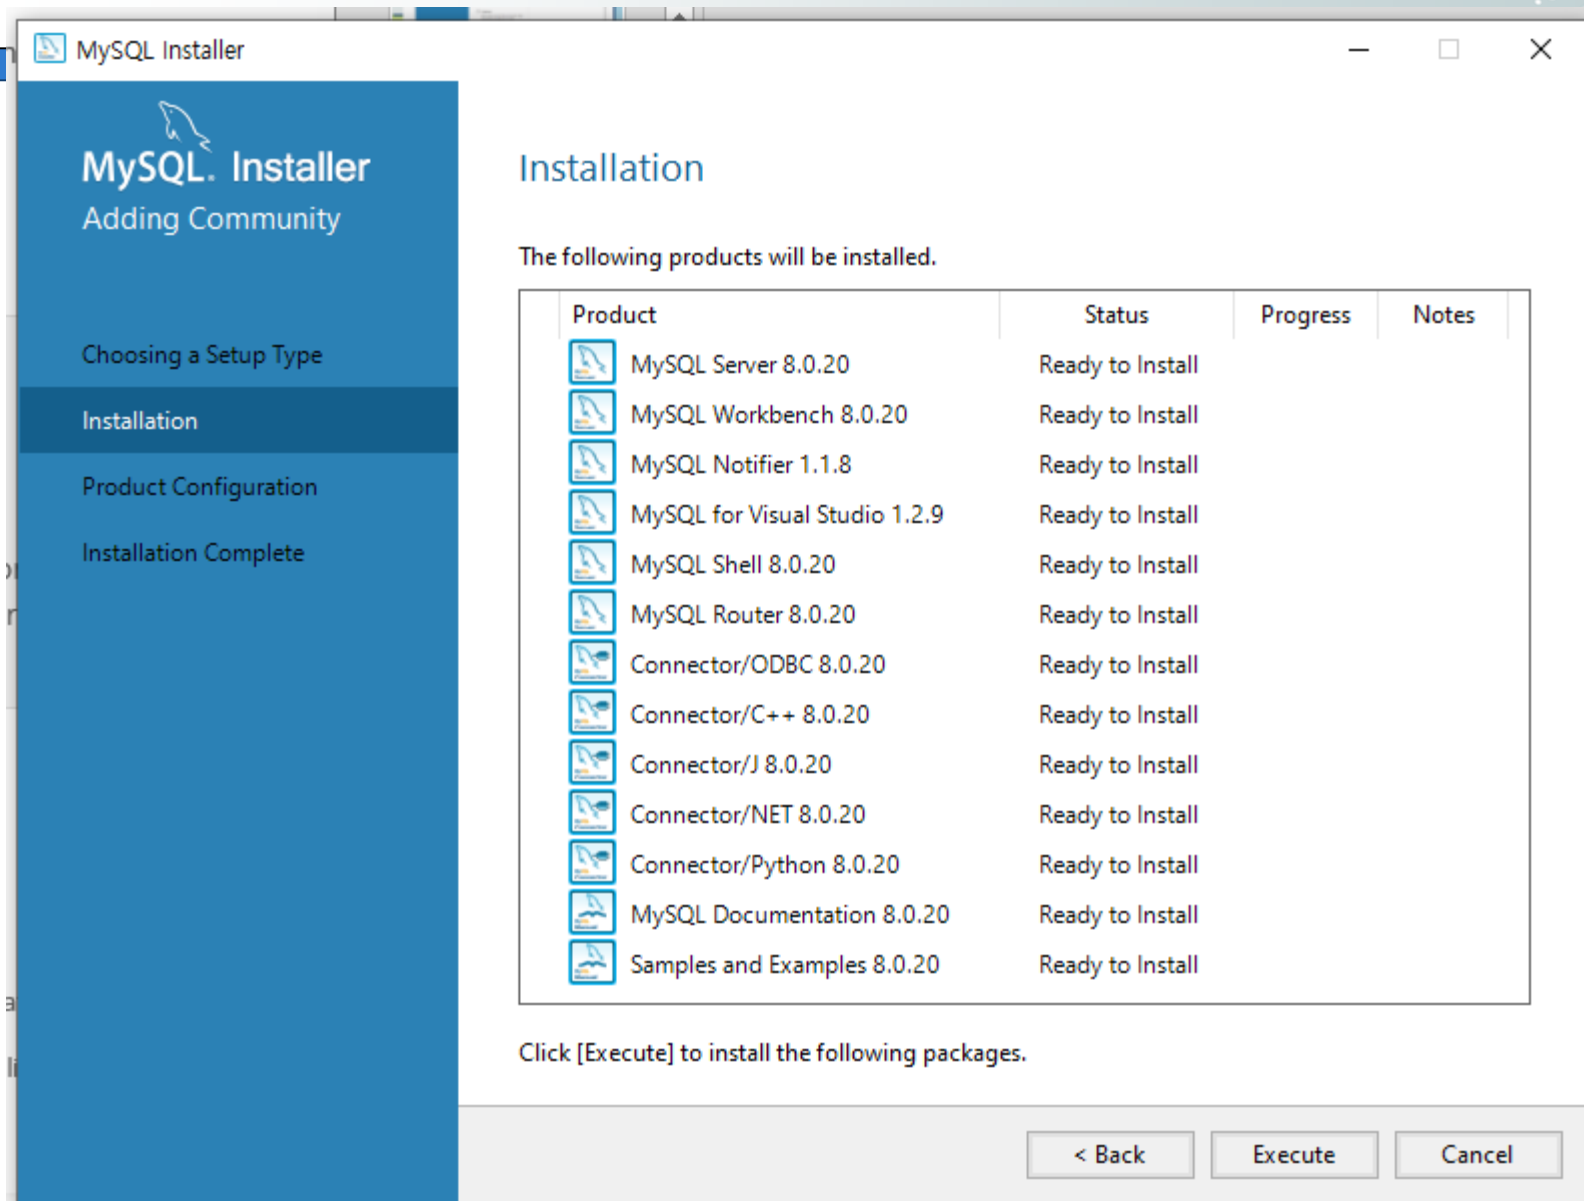 MySQL Installer
MySQL. Installer
Adding Community
Choosing a Setup Type
Installation
Product Configuration
Installation Complete
Installation
The following products will be installed.
Product Status Progress Notes
MySQL Server 8.0.20 Ready to Install
MySQL Workbench 8.0.20 Ready to Install
MySQL Notifier 1.1.8 Ready to Install
MySQL for Visual Studio 1.2.9 Ready to Install
MySQL Shell 8.0.20 Ready to Install
MySQL Router 8.0.20 Ready to Install
Connector/ODBC 8.0.20 Ready to Install
Connector/C++ 8.0.20 Ready to Install
Connector/J 8.0.20 Ready to Install
Connector/NET 8.0.20 Ready to Install
Connector/Python 8.0.20 Ready to Install
MySQL Documentation 8.0.20 Ready to Install
Samples and Examples 8.0.20 Ready to Install
Click [Execute] to install the following packages.
< Back Execute Cancel